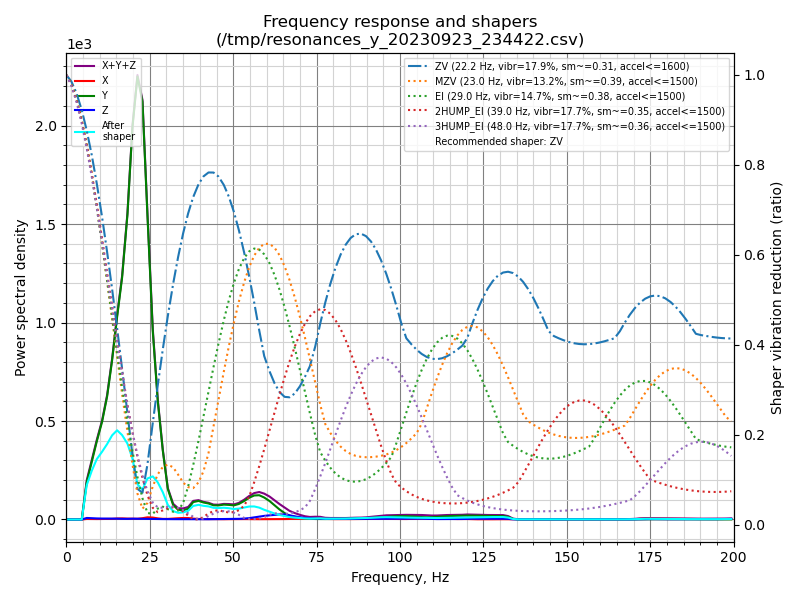 Frequency response and shapers
(/tmp/resonances_y_20230923_234422.csv)
1e3
X+Y+Z
X
Y
Z
After
shaper
ZV (22.2 Hz, vibr=17.9%, sm~=0.31, accel<=1600)
MZV (23.0 Hz, vibr=13.2%, sm~=0.39, accel<=1500)
EI (29.0 Hz, vibr=14.7%, sm~=0.38, accel<=1500)
2HUMP_EI (39.0 Hz, vibr=17.7%, sm~=0.35, accel<=1500)
3HUMP_EI (48.0 Hz, vibr=17.7%, sm~=0.36, accel<=1500)
Recommended shaper: ZV
2.0
1.5
1.0
0.5
0.0
Power spectral density
1.0
0.8
0.6
0.4
0.2
0.0
Shaper vibration reduction (ratio)
0 25 50 75 100 125 150 175 200
Frequency, Hz